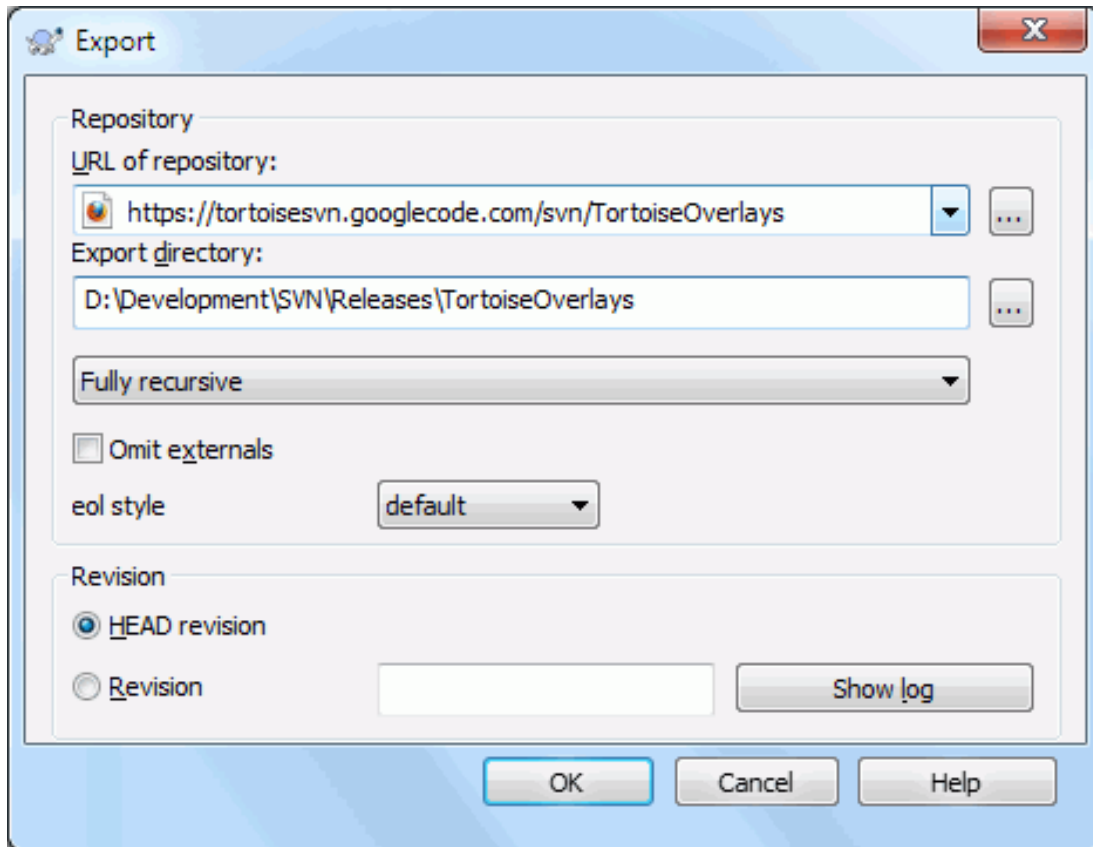 Export
Repository
URL of repository:
https://tortoisesvn.googlecode.com/svn/TortoiseOverlays
...
Export directory:
D:\Development\SVN\Releases\TortoiseOverlays
...
Fully recursive
Omit externals
eol style default
Revision
HEAD revision
Revision Show log
OK Cancel Help